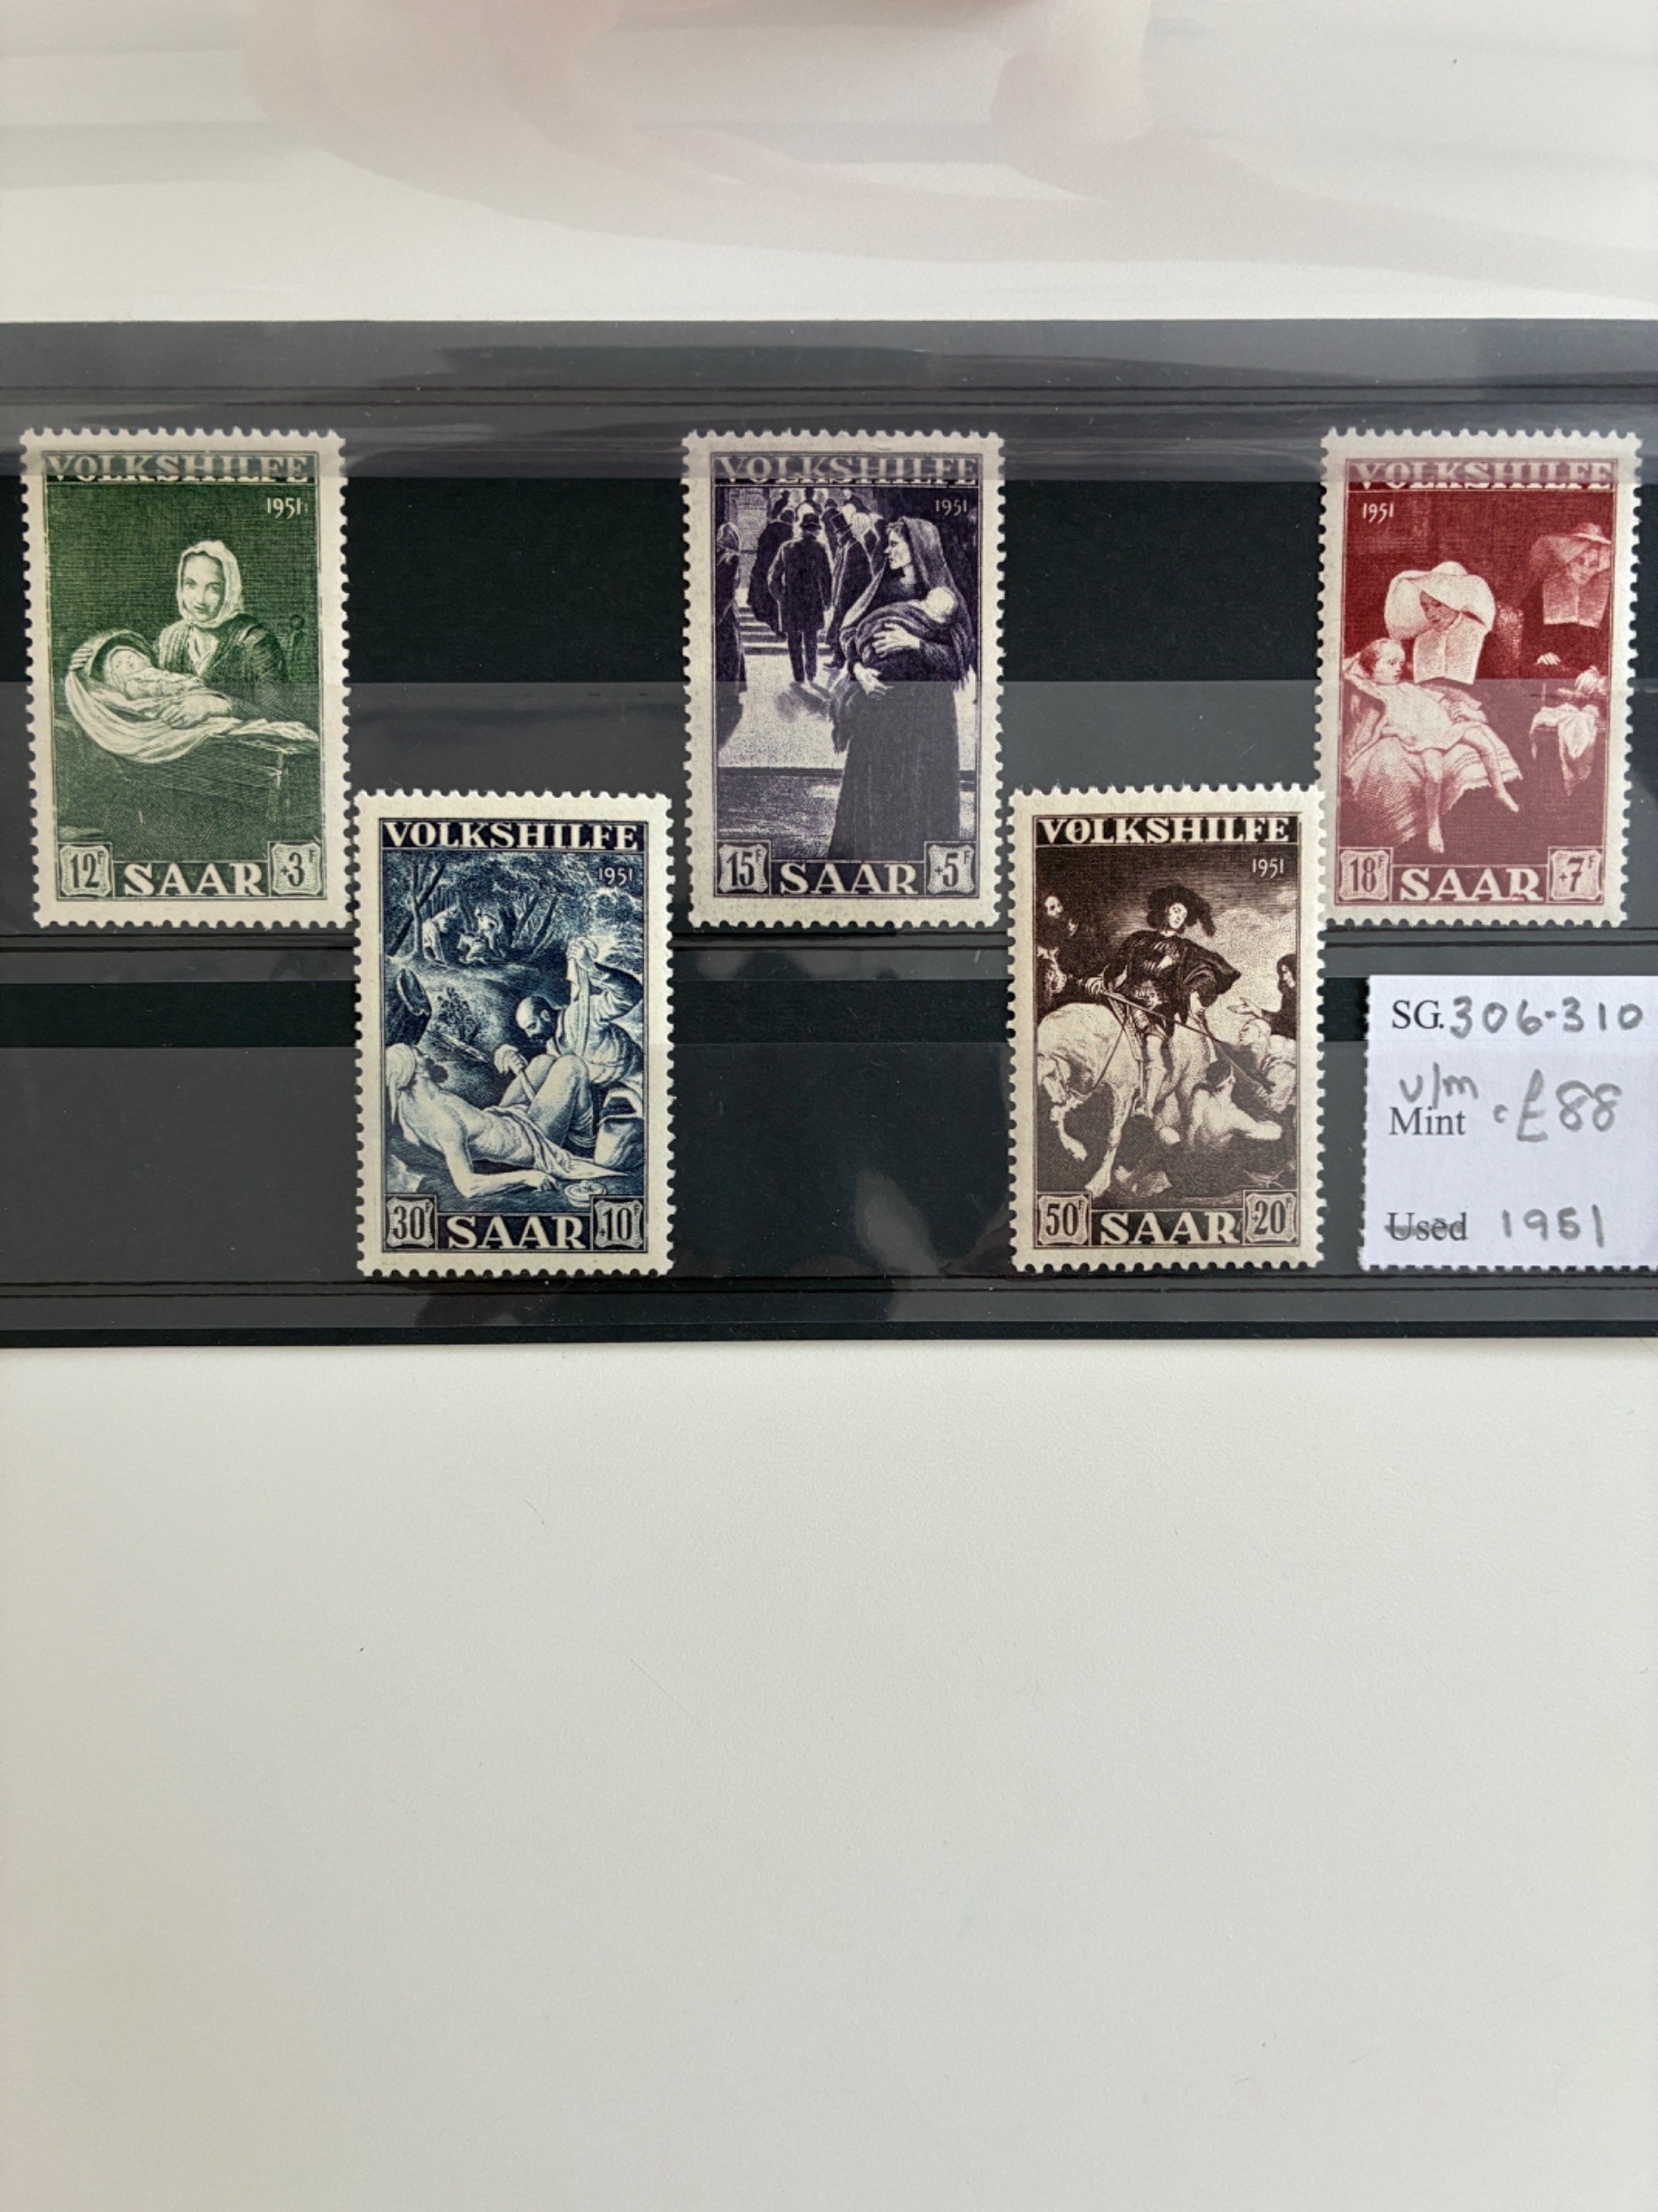 VOLKSHILFE
1951
12F
SAAR
+3F
VOLKSHILFE
1951
15F
SAAR
+5F
VOLKSHILFE
1951
18F
SAAR
+7F
VOLKSHILFE
1951
30F
SAAR
+10F
VOLKSHILFE
1951
50F
SAAR
20F
SG. 306-310
u/m
Mint c£88
Used 1951